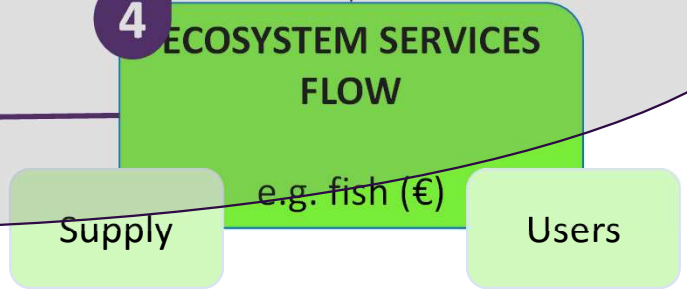 4
ECOSYSTEM SERVICES
FLOW
e.g. fish (€)
Supply
Users